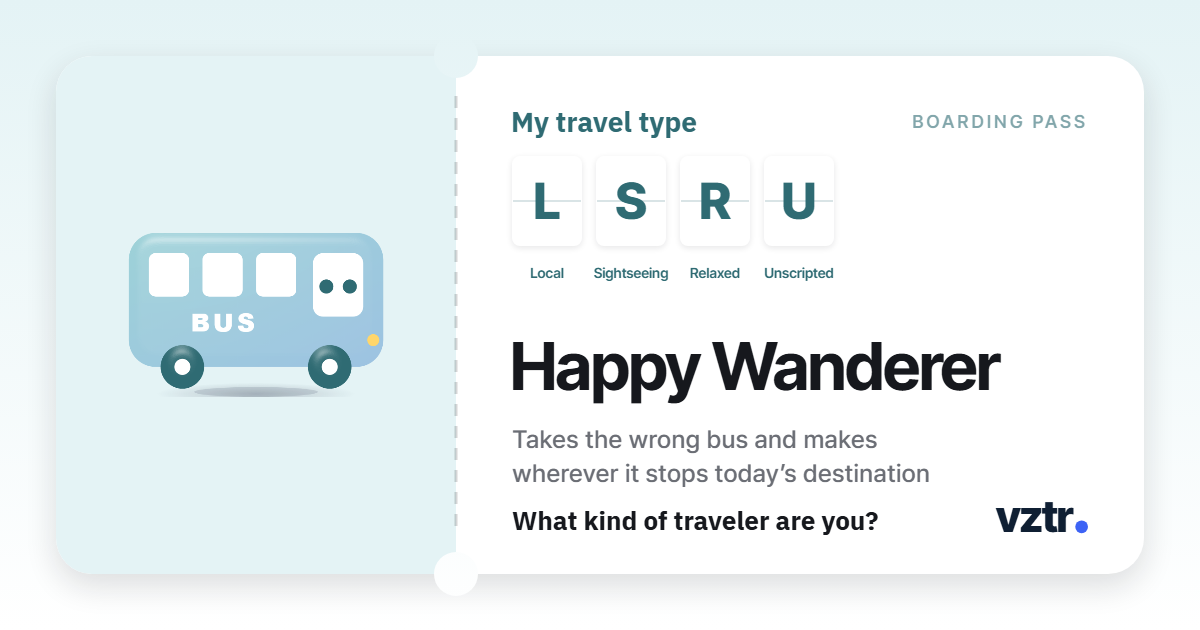 BUS
My travel type
BOARDING PASS
L S R U
Local Sightseeing Relaxed Unscripted
Happy Wanderer
Takes the wrong bus and makes
wherever it stops today’s destination
What kind of traveler are you?
vztr.